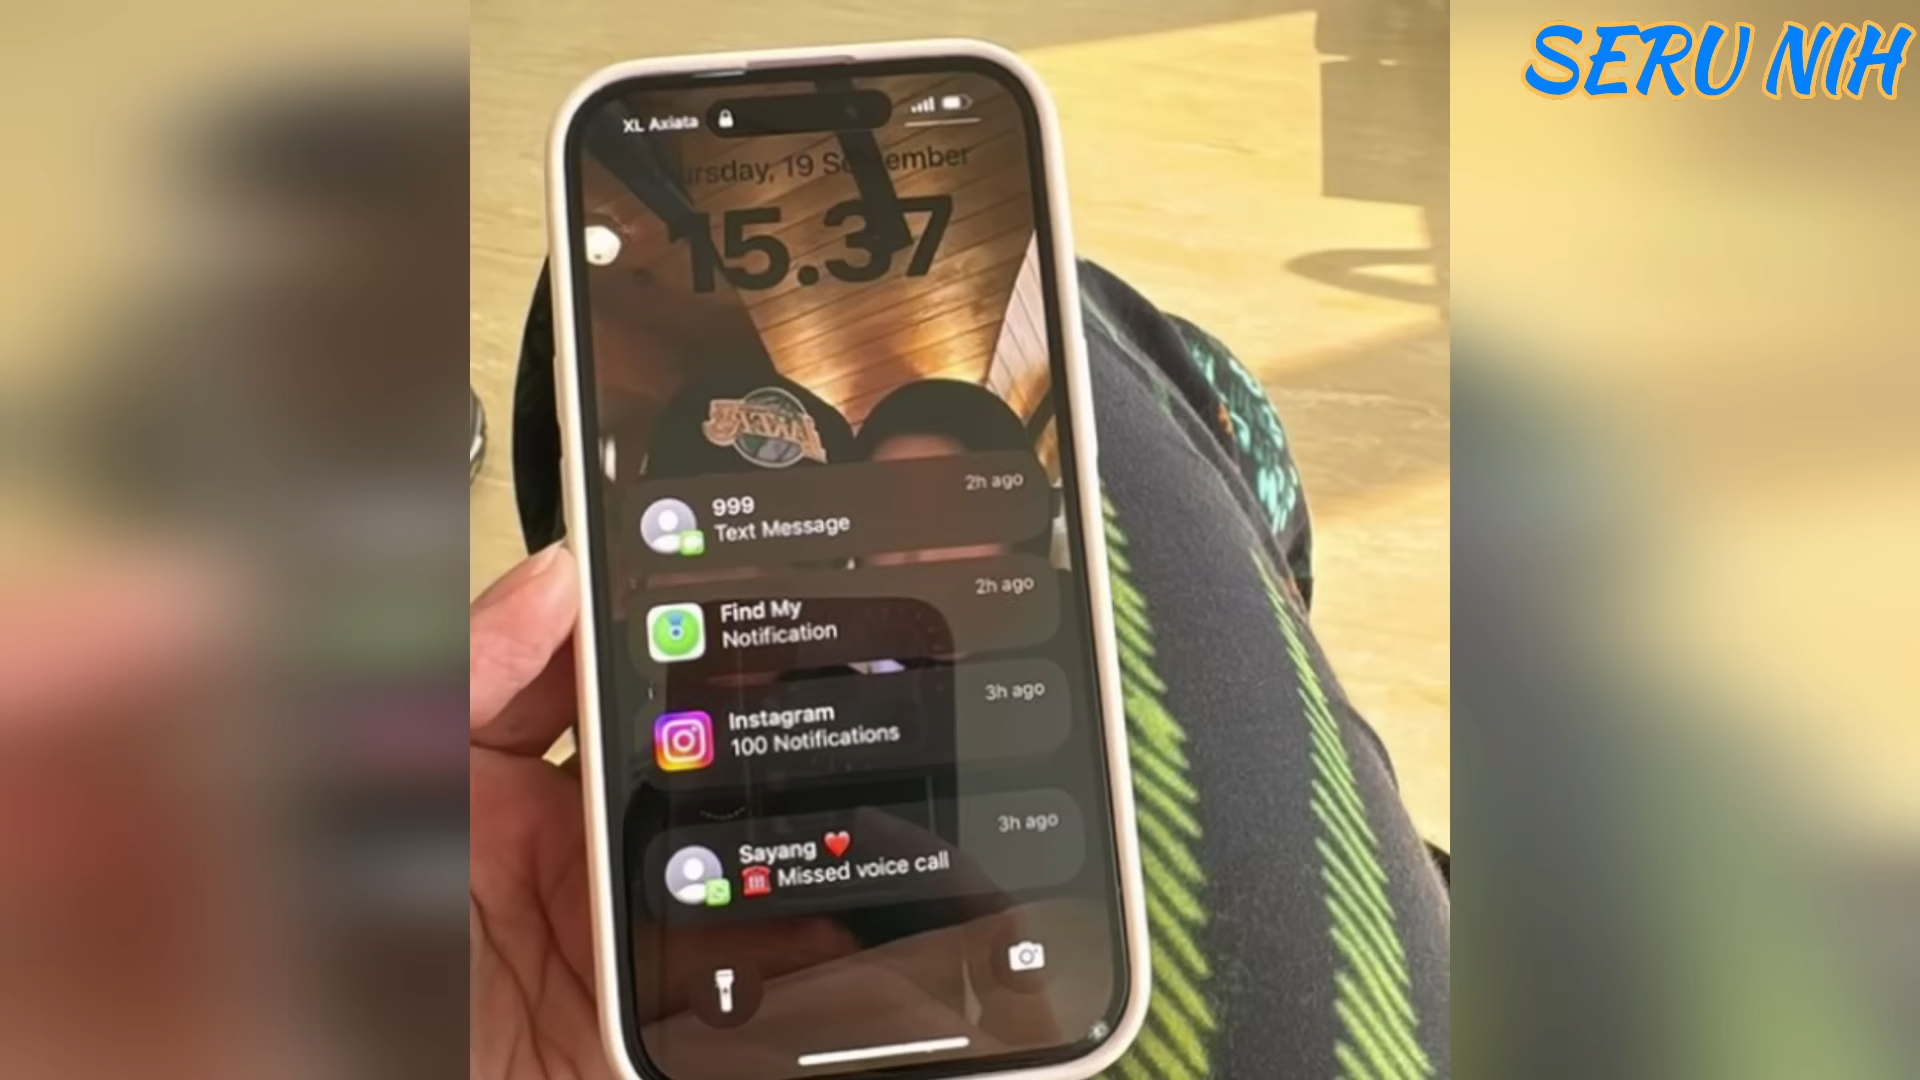 SERU NIH
XL Axiata
15.37
2h ago
999
Text Message
2h ago
Find My
Notification
3h ago
Instagram
100 Notifications
3h ago
Sayang ❤️
☎️ Missed voice call